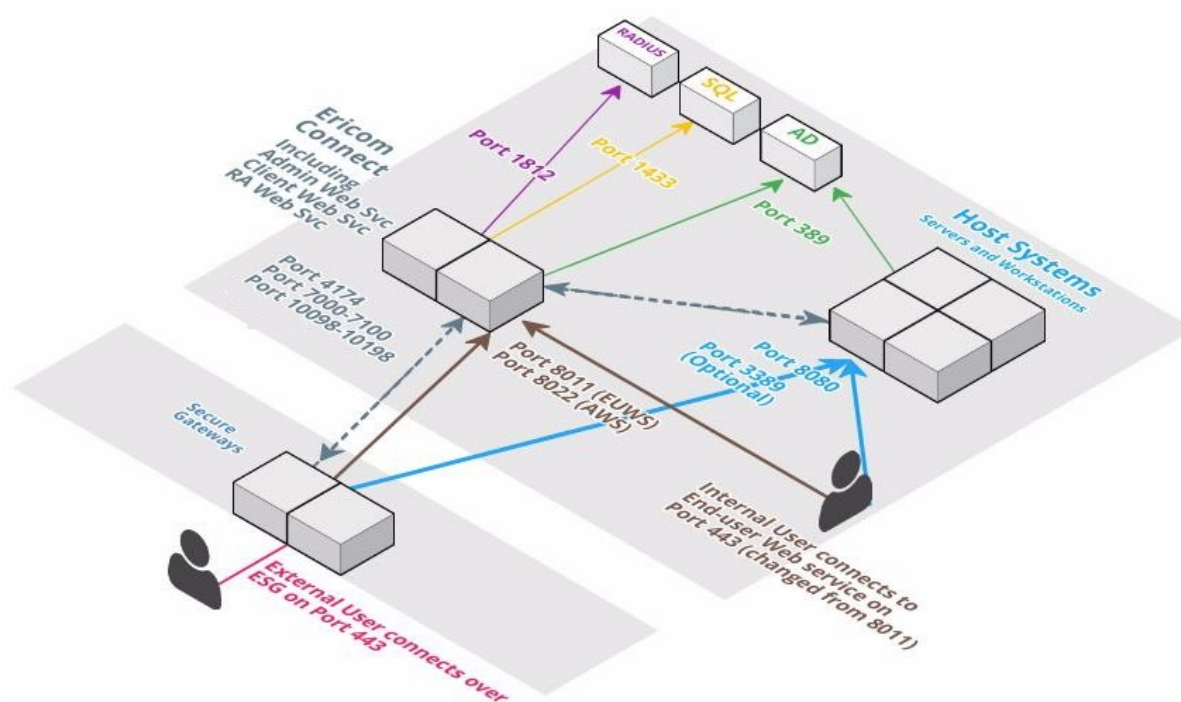 RADIUS
SQL
AD
Port 1812
Port 1433
Port 389
Ericom
Connect
Including
Admin Web Svc
Client Web Svc
RA Web Svc
Host Systems
Servers and Workstations
Port 4174
Port 7000-7100
Port 10098-10198
Port 8011 (EUWS)
Port 8022 (AWS)
Port 8080
Port 3389
(Optional)
Secure
Gateways
Internal User connects to
End-user Web service on
Port 443 (changed from 8011)
External User connects over
ESG on Port 443